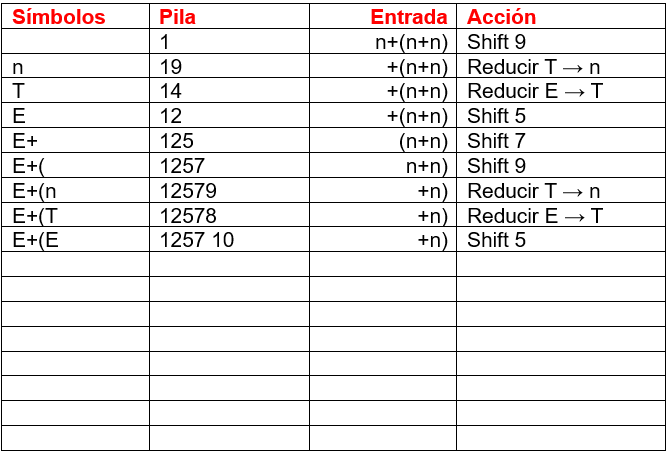 Símbolos Pila Entrada Acción
1 n+(n+n) Shift 9
n 19 +(n+n) Reducir T → n
T 14 +(n+n) Reducir E → T
E 12 +(n+n) Shift 5
E+ 125 (n+n) Shift 7
E+( 1257 n+n) Shift 9
E+(n 12579 +n) Reducir T → n
E+(T 12578 +n) Reducir E → T
E+(E 1257 10 +n) Shift 5